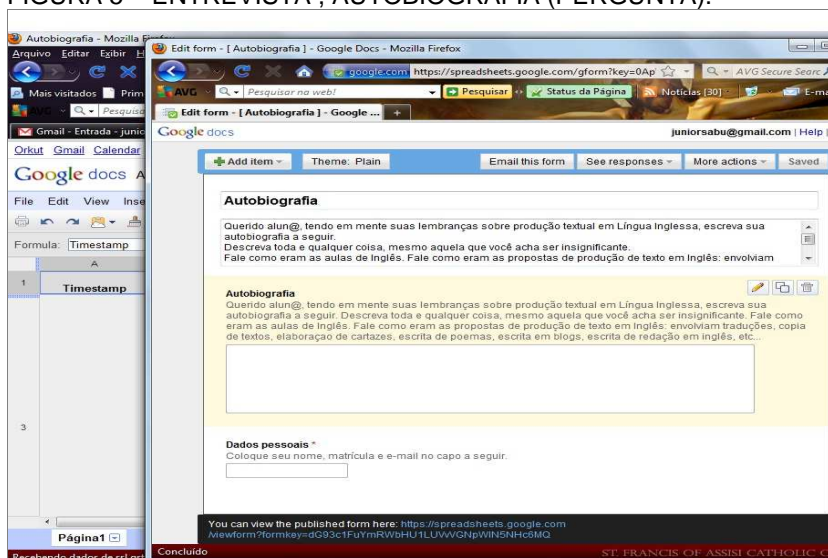 Autobiografia - Mozilla
Arquivo Editar Exibir
Mais visitados Prim
Pesquisa
Gmail - Entrada - junio
Orkut Gmail Calendar
Google docs
File Edit View Inse
Formula: Timestamp
A
1 Timestamp
3
Página1
Edit form - [ Autobiografia ] - Google Docs - Mozilla Firefox
google.com https://spreadsheets.google.com/gform?key=0Ap AVG Secure Searc
AVG Pesquisar na web! Pesquisar Status da Página Notícias [30] E-ma
Edit form - [ Autobiografia ] - Google ...
Google docs juniorsabu@gmail.com | Help |
Add item Theme: Plain Email this form See responses More actions Saved
Autobiografia
Querido alun@, tendo em mente suas lembranças sobre produção textual em Língua Inglessa, escreva sua
autobiografia a seguir.
Descreva toda e qualquer coisa, mesmo aquela que você acha ser insignificante.
Fale como eram as aulas de Inglês. Fale como eram as propostas de produção de texto em Inglês: envolviam
Autobiografia
Querido alun@, tendo em mente suas lembranças sobre produção textual em Língua Inglessa, escreva sua
autobiografia a seguir. Descreva toda e qualquer coisa, mesmo aquela que você acha ser insignificante. Fale como
eram as aulas de Inglês. Fale como eram as propostas de produção de texto em Inglês: envolviam traduções, copia
de textos, elaboraçao de cartazes, escrita de poemas, escrita em blogs, escrita de redação em inglês, etc...
Dados pessoais *
Coloque seu nome, matrícula e e-mail no capo a seguir.
You can view the published form here: https://spreadsheets.google.com
/viewform?formkey=dG93c1FuYmRWbHU1LUVvVGNpWlN5NHc6MQ
Concluído
ST. FRANCIS OF ASSISI CATHOLIC